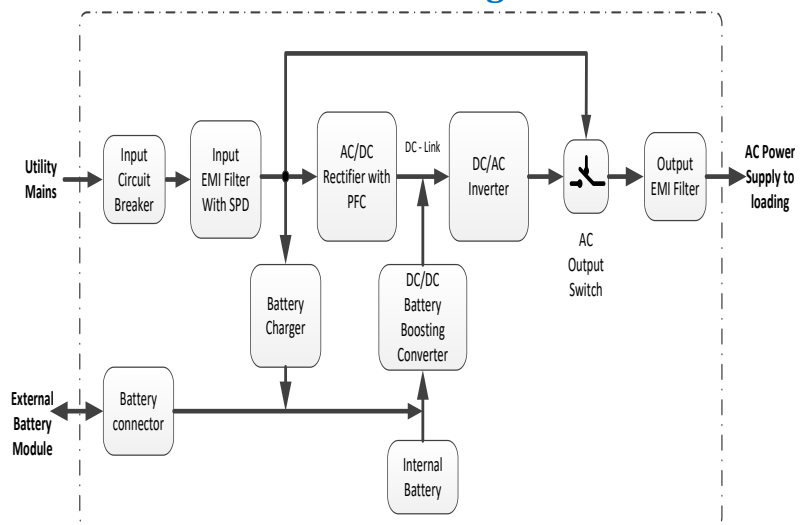 Utility
Mains
Input
Circuit
Breaker
Input
EMI Filter
With SPD
AC/DC
Rectifier with
PFC
DC - Link
DC/AC
Inverter
AC
Output
Switch
Output
EMI Filter
AC Power
Supply to
loading
Battery
Charger
DC/DC
Battery
Boosting
Converter
External
Battery
Module
Battery
connector
Internal
Battery